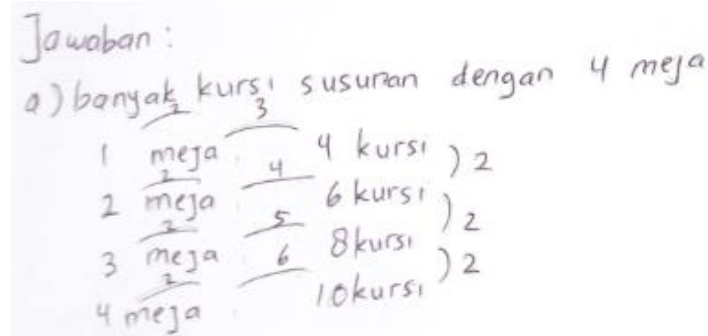 Jawaban :
a) banyak kursi susunan dengan 4 meja
2 3
1 meja 4 kursi ) 2
2 4
2 meja 6 kursi ) 2
2 5
3 meja 8 kursi ) 2
2 6
4 meja 10 kursi